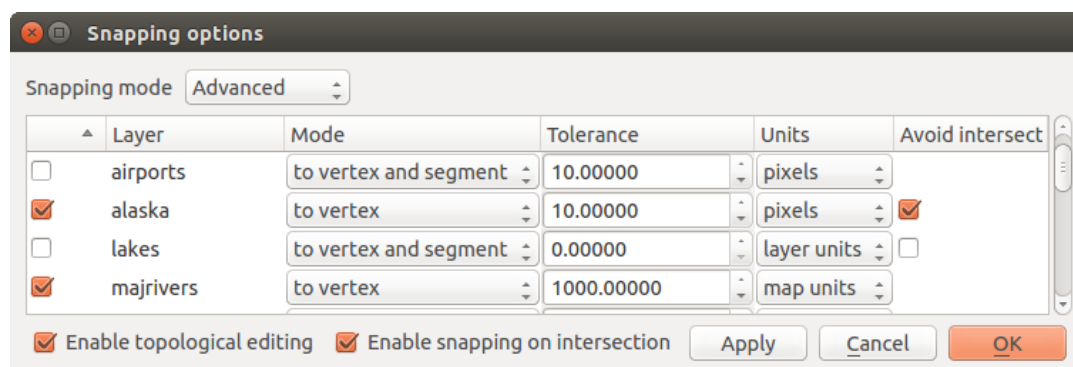 Snapping options
Snapping mode Advanced
Layer Mode Tolerance Units Avoid intersect
airports to vertex and segment 10.00000 pixels
alaska to vertex 10.00000 pixels
lakes to vertex and segment 0.00000 layer units
majrivers to vertex 1000.00000 map units
Enable topological editing Enable snapping on intersection Apply Cancel OK